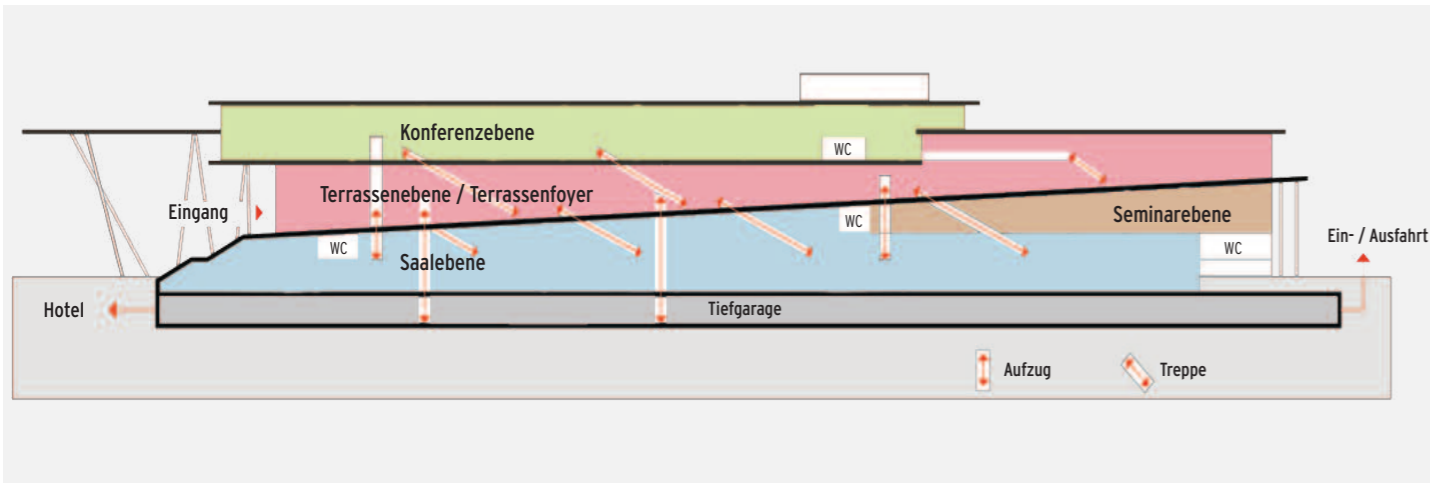 Konferenzebene
WC
Terrassenebene / Terrassenfoyer
Eingang
WC
Seminarebene
WC
WC
Ein- / Ausfahrt
Saalebene
Hotel
Tiefgarage
Aufzug
Treppe